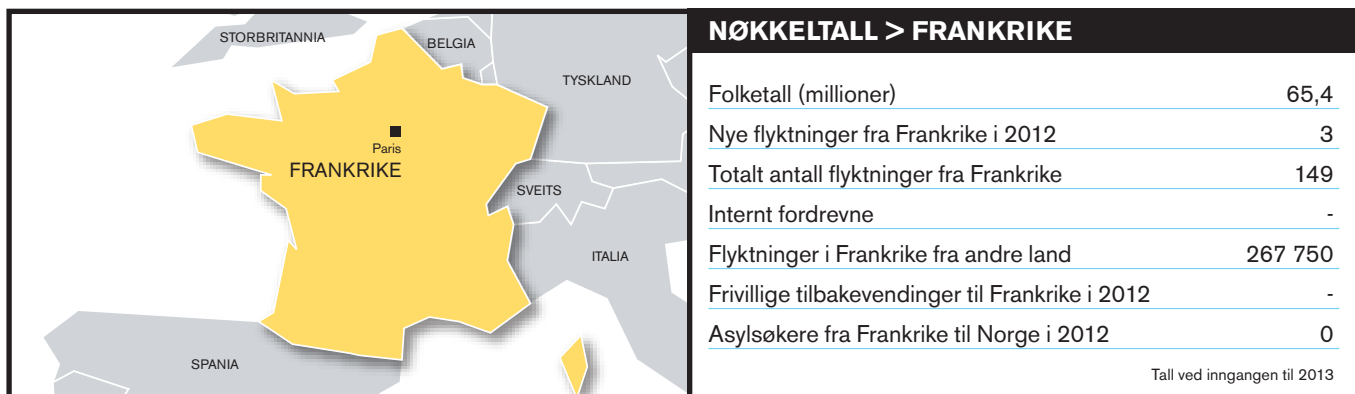 STORBRITANNIA
BELGIA
TYSKLAND
Paris
FRANKRIKE
SVEITS
ITALIA
SPANIA
NØKKELTALL > FRANKRIKE
Folketall (millioner) 65,4
Nye flyktninger fra Frankrike i 2012 3
Totalt antall flyktninger fra Frankrike 149
Internt fordrevne -
Flyktninger i Frankrike fra andre land 267 750
Frivillige tilbakevendinger til Frankrike i 2012 -
Asylsøkere fra Frankrike til Norge i 2012 0
Tall ved inngangen til 2013